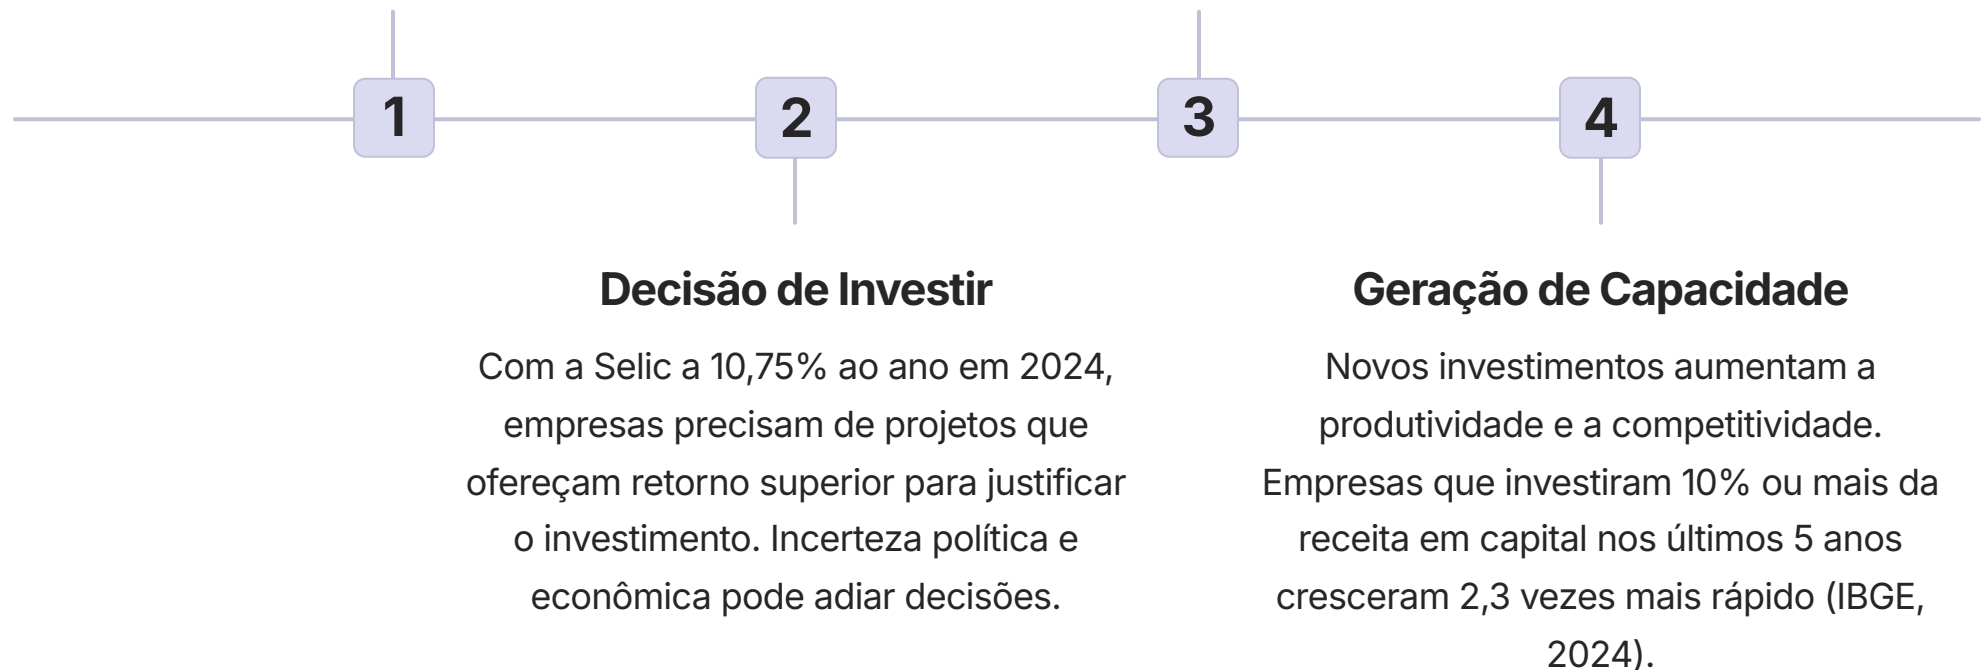 1
2
3
4
Decisão de Investir
Com a Selic a 10,75% ao ano em 2024,
empresas precisam de projetos que
ofereçam retorno superior para justificar
o investimento. Incerteza política e
econômica pode adiar decisões.
Geração de Capacidade
Novos investimentos aumentam a
produtividade e a competitividade.
Empresas que investiram 10% ou mais da
receita em capital nos últimos 5 anos
cresceram 2,3 vezes mais rápido (IBGE,
2024).